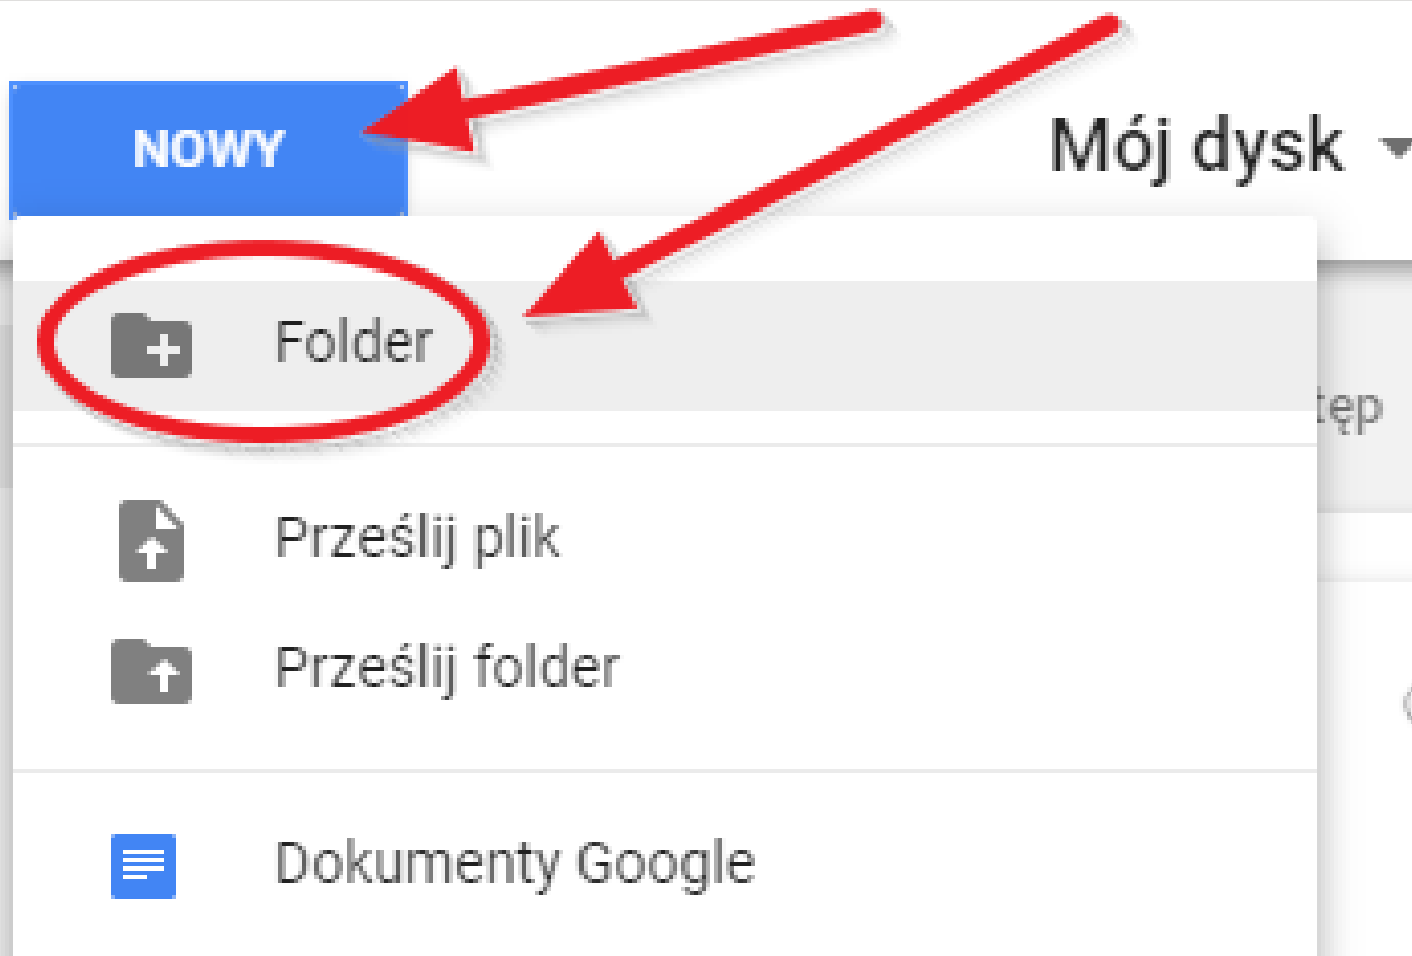 NOWY
Mój dysk
Folder
Prześlij plik
Prześlij folder
Dokumenty Google